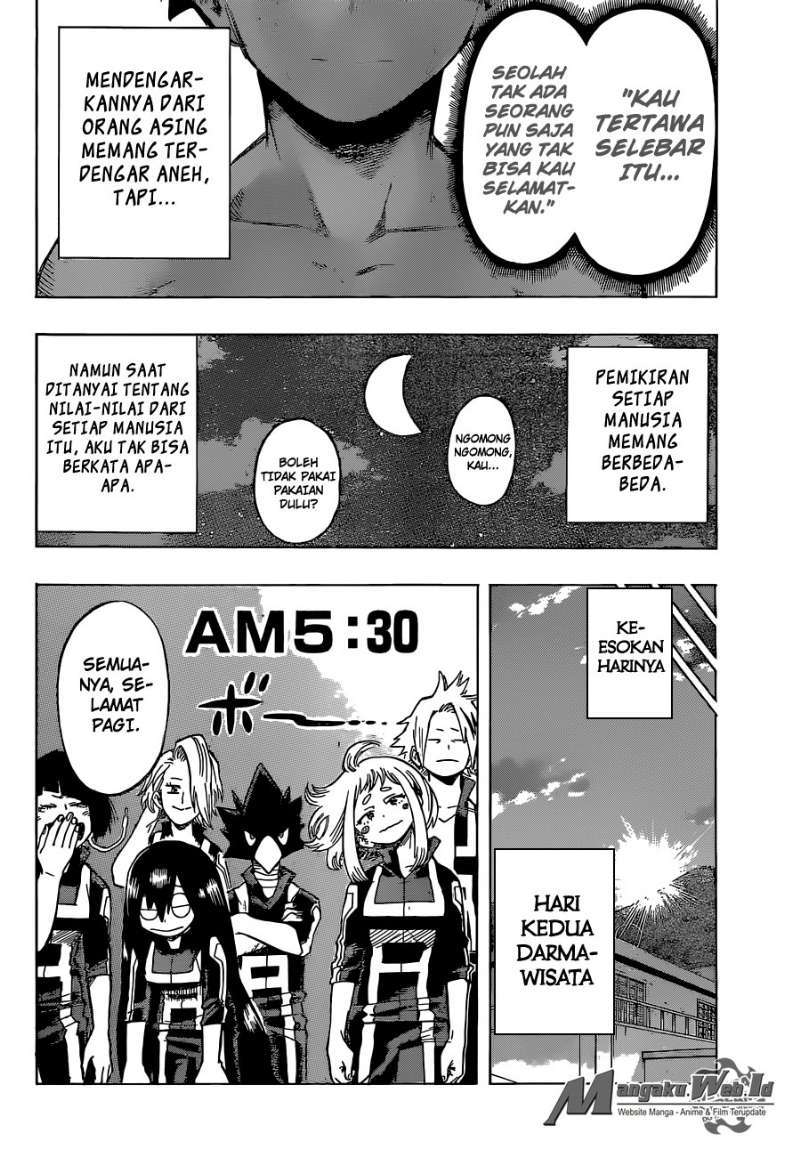 "KAU
TERTAWA
SELEBAR
ITU...
SEOLAH
TAK ADA
SEORANG
PUN SAJA
YANG TAK
BISA KAU
SELAMAT-
KAN."
MENDENGAR-
KANNYA DARI
ORANG ASING
MEMANG TER-
DENGAR ANEH,
TAPI...
PEMIKIRAN
SETIAP
MANUSIA
MEMANG
BERBEDA-
BEDA.
NGOMONG
NGOMONG,
KAU...
BOLEH
TIDAK PAKAI
PAKAIAN
DULU?
NAMUN SAAT
DITANYAI TENTANG
NILAI-NILAI DARI
SETIAP MANUSIA
ITU, AKU TAK BISA
BERKATA APA-
APA.
KE-
ESOKAN
HARINYA
HARI
KEDUA
DARMA-
WISATA
AM5:30
ボー
SEMUA-
NYA, SE-
LAMAT
PAGI.
Mangaku.Web.Id
Website Manga - Anime & Film Terupdate